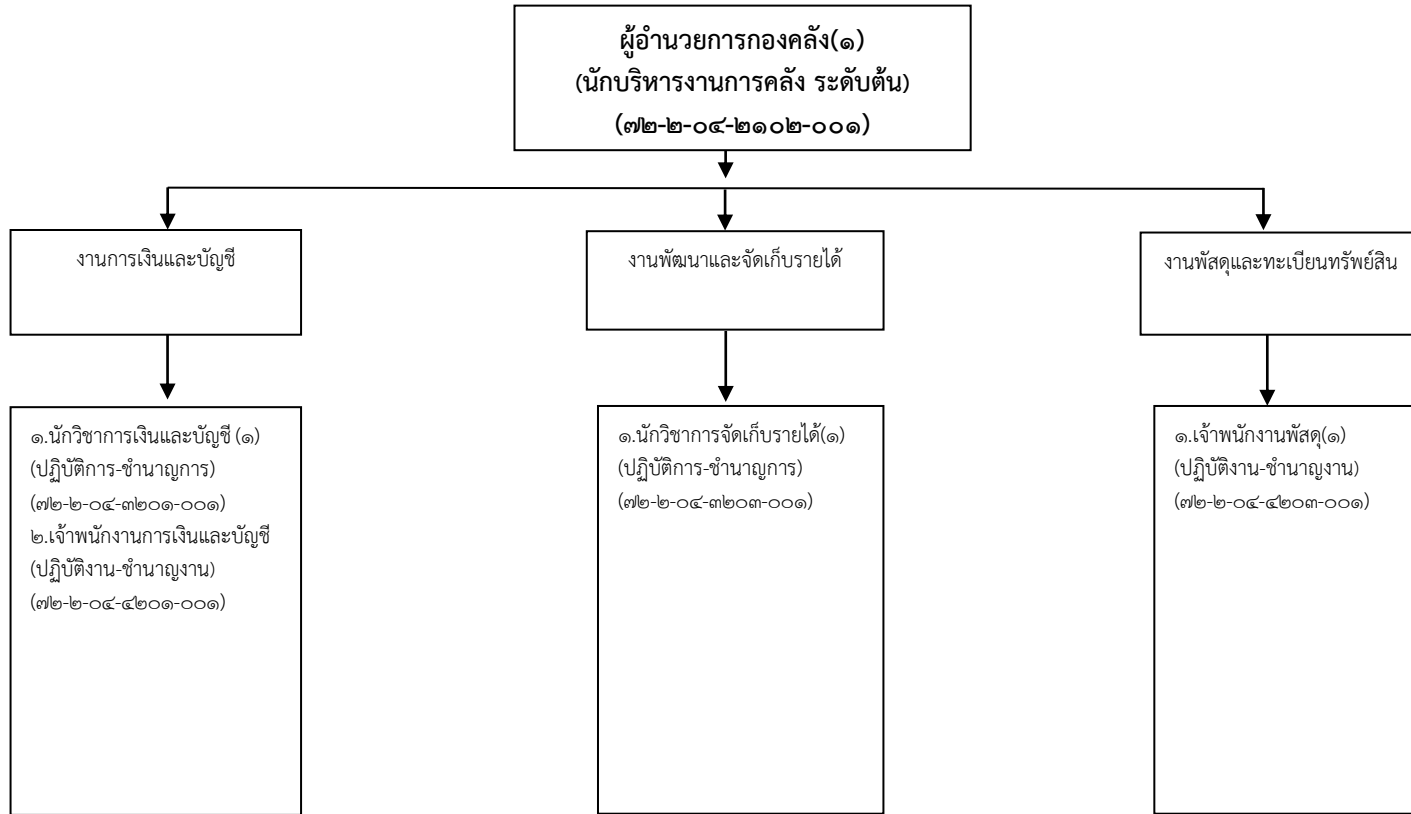 ผู้อำนวยการกองคลัง(๑)
(นักบริหารงานการคลัง ระดับต้น)
(๗๒-๒-๐๔-๒๑๐๒-๐๐๑)
งานการเงินและบัญชี
งานพัฒนาและจัดเก็บรายได้
งานพัสดุและทะเบียนทรัพย์สิน
๑.นักวิชาการเงินและบัญชี (๑)
(ปฏิบัติการ-ชำนาญการ)
(๗๒-๒-๐๔-๓๒๐๑-๐๐๑)
๒.เจ้าพนักงานการเงินและบัญชี
(ปฏิบัติงาน-ชำนาญงาน)
(๗๒-๒-๐๔-๔๒๐๑-๐๐๑)
๑.นักวิชาการจัดเก็บรายได้(๑)
(ปฏิบัติการ-ชำนาญการ)
(๗๒-๒-๐๔-๓๒๐๓-๐๐๑)
๑.เจ้าพนักงานพัสดุ(๑)
(ปฏิบัติงาน-ชำนาญงาน)
(๗๒-๒-๐๔-๔๒๐๓-๐๐๑)